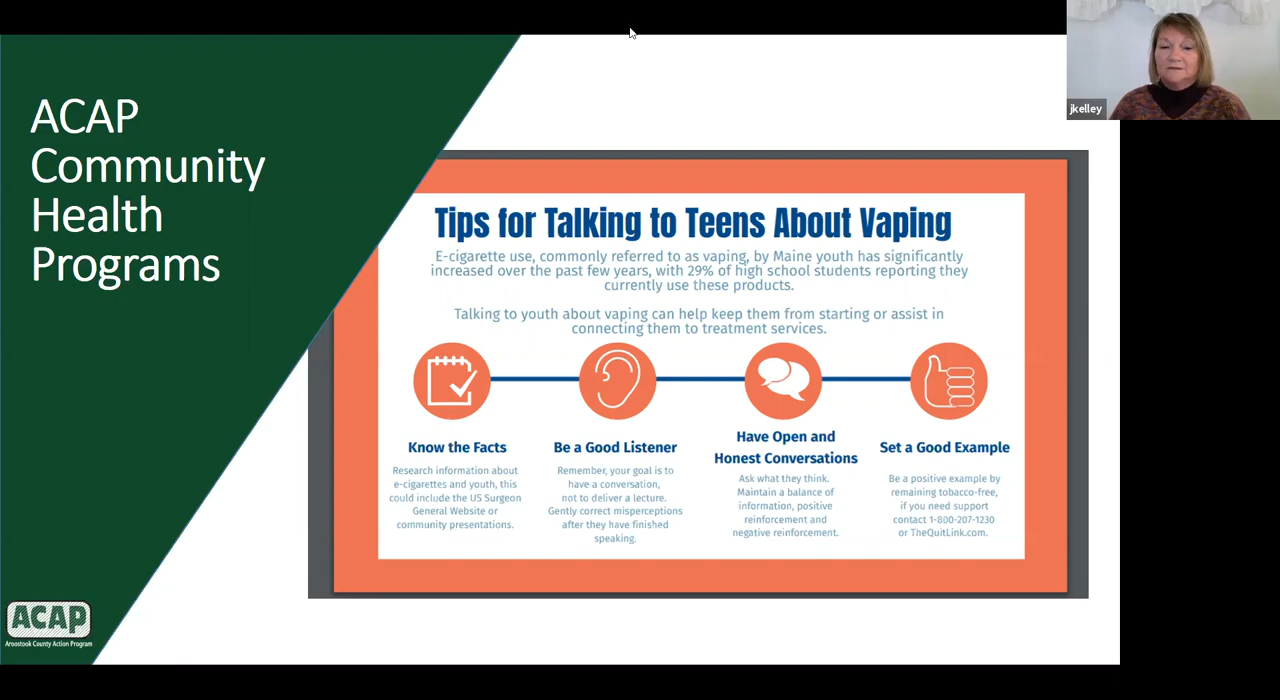 ACAP
Community
Health
Programs
jkelley
Tips for Talking to Teens About Vaping
E-cigarette use, commonly referred to as vaping, by Maine youth has significantly
increased over the past few years, with 29% of high school students reporting they
currently use these products.
Talking to youth about vaping can help keep them from starting or assist in
connecting them to treatment services.
Know the Facts
Research information about
e-cigarettes and youth, this
could include the US Surgeon
General Website or
community presentations.
Be a Good Listener
Remember, your goal is to
have a conversation,
not to deliver a lecture.
Gently correct misperceptions
after they have finished
speaking.
Have Open and
Honest Conversations
Ask what they think.
Maintain a balance of
information, positive
reinforcement and
negative reinforcement.
Set a Good Example
Be a positive example by
remaining tobacco-free,
if you need support
contact 1-800-207-1230
or TheQuitLink.com.
ACAP
Aroostook County Action Program